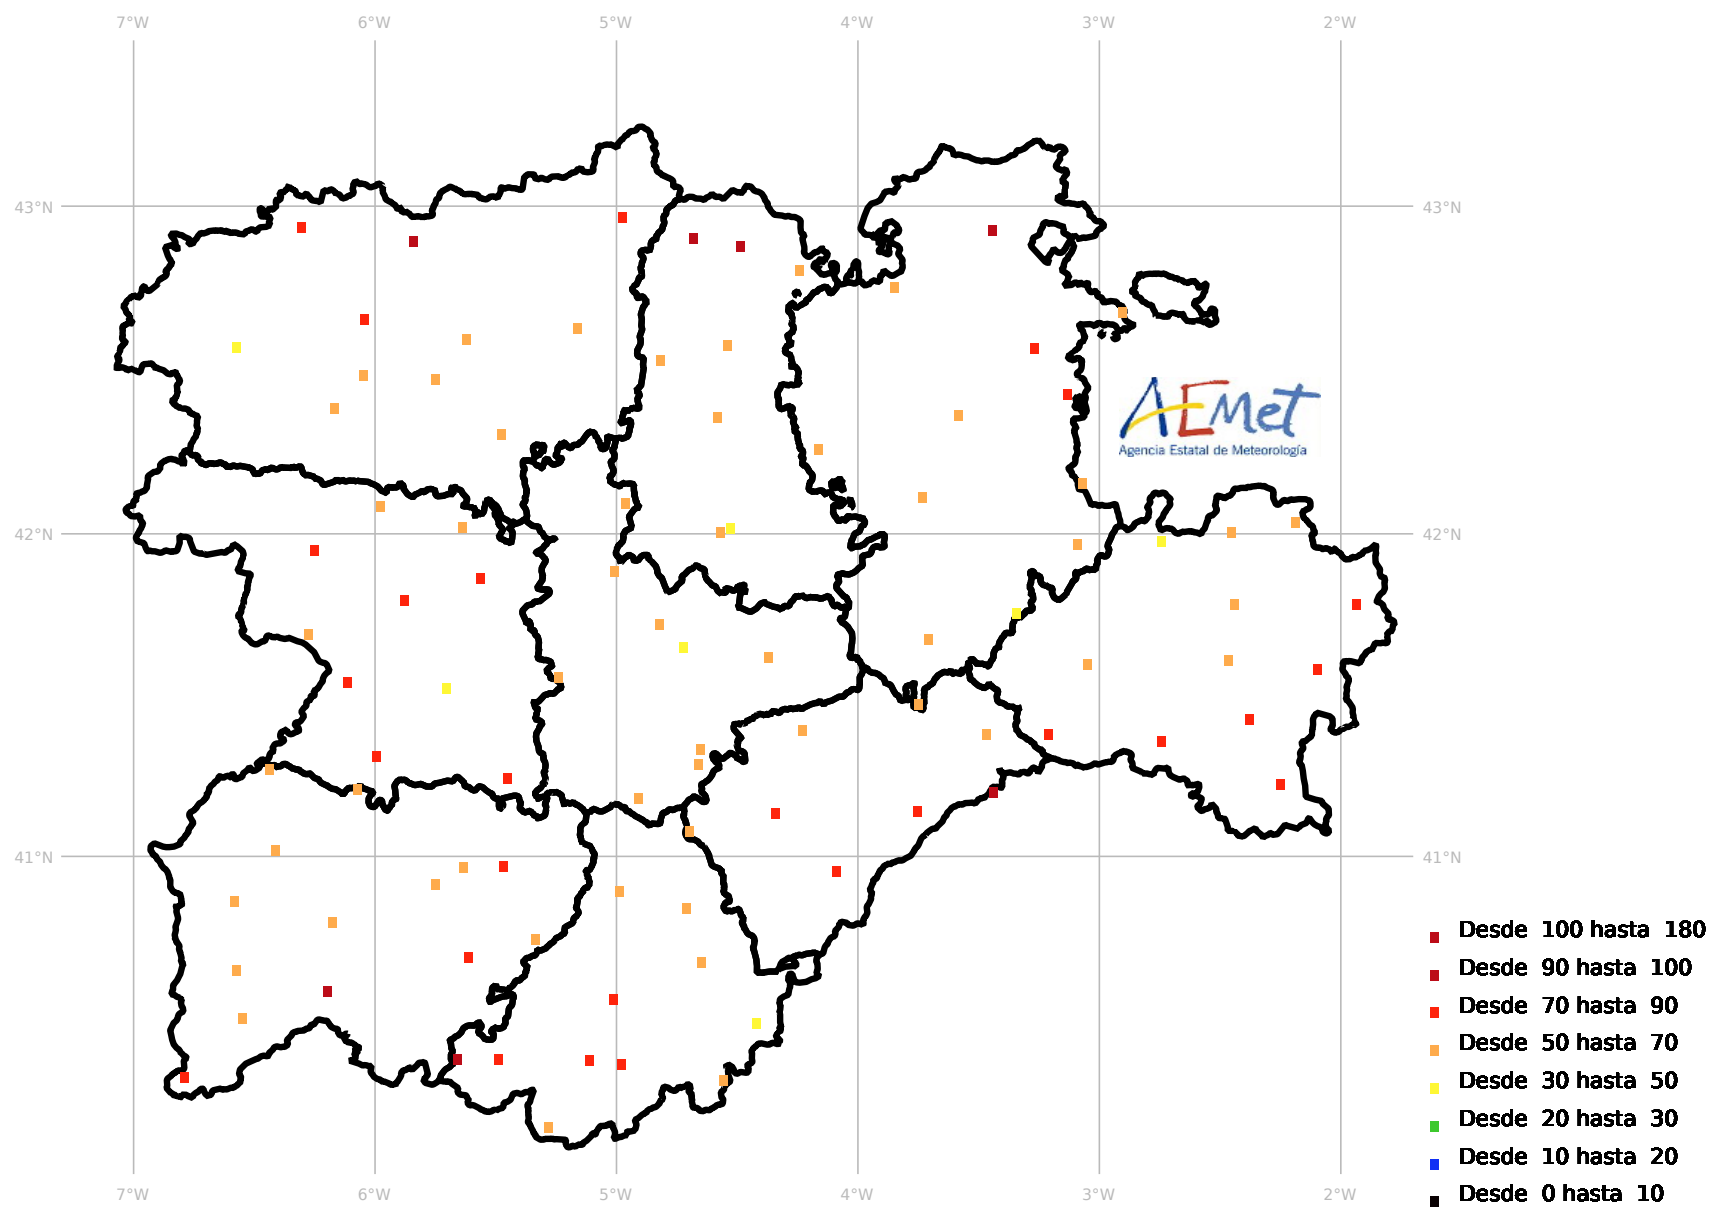 7°W 6°W 5°W 4°W 3°W 2°W
43°N 43°N
AEMet
Agencia Estatal de Meteorología
42°N 42°N
41°N 41°N
Desde 100 hasta 180
Desde 90 hasta 100
Desde 70 hasta 90
Desde 50 hasta 70
Desde 30 hasta 50
Desde 20 hasta 30
Desde 10 hasta 20
Desde 0 hasta 10
7°W 6°W 5°W 4°W 3°W 2°W